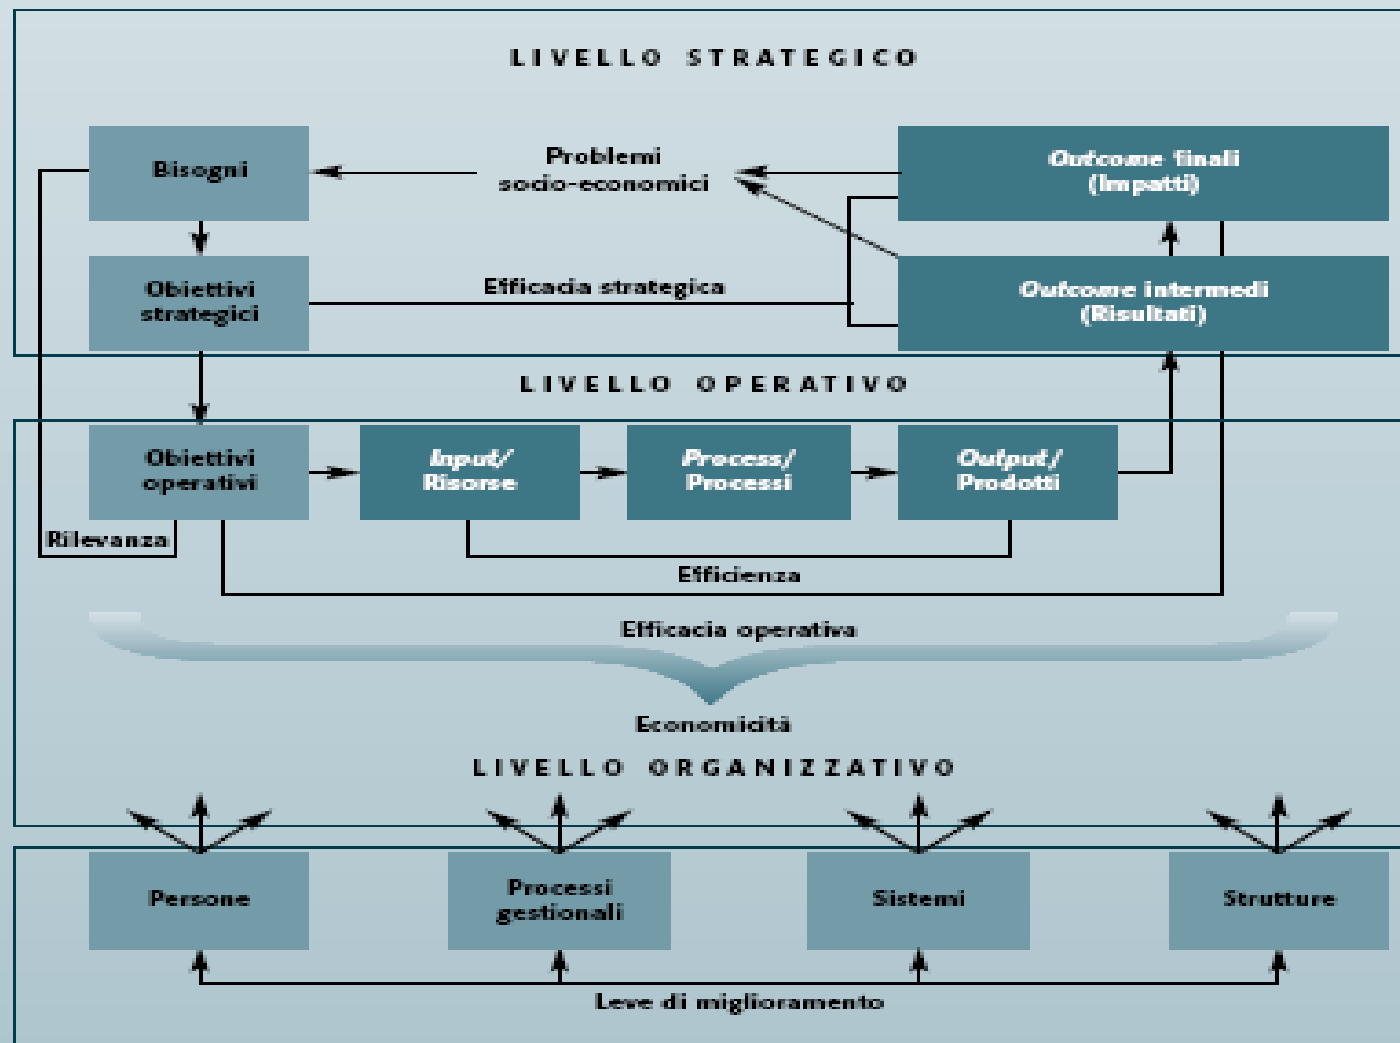 LIVELLO STRATEGICO
Bisogni
Problemi
socio-economici
Outcome finali
(Impatti)
Obiettivi
strategici
Efficacia strategica
Outcome intermedi
(Risultati)
LIVELLO OPERATIVO
Obiettivi
operativi
Input/
Risorse
Process/
Processi
Output/
Prodotti
Rilevanza
Efficienza
Efficacia operativa
Economicità
LIVELLO ORGANIZZATIVO
Persone
Processi
gestionali
Sistemi
Strutture
Leve di miglioramento